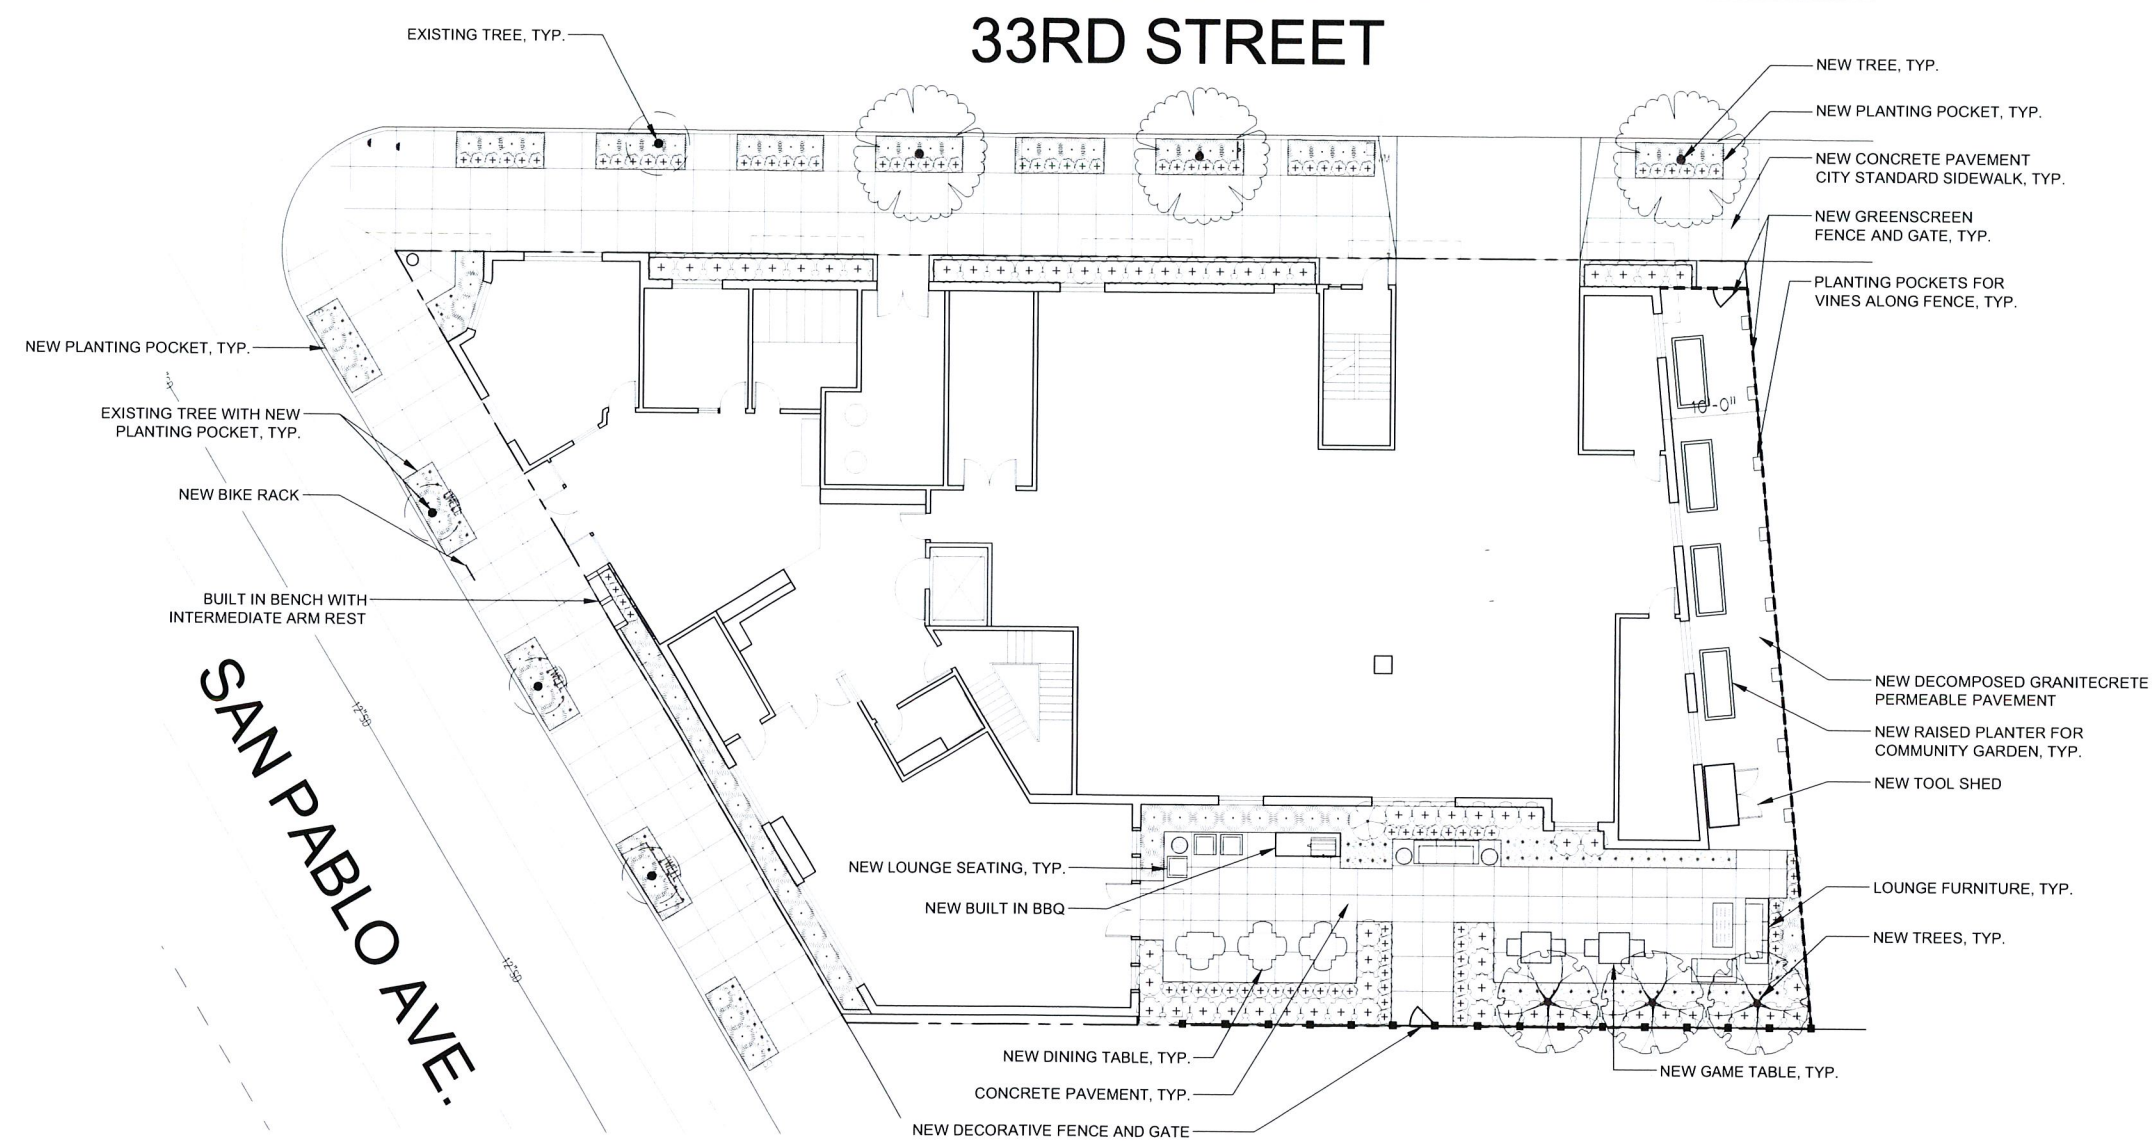 33RD STREET
EXISTING TREE, TYP.
NEW TREE, TYP.
NEW PLANTING POCKET, TYP.
NEW CONCRETE PAVEMENT
CITY STANDARD SIDEWALK, TYP.
NEW GREENSCREEN
FENCE AND GATE, TYP.
PLANTING POCKETS FOR
VINES ALONG FENCE, TYP.
NEW PLANTING POCKET, TYP.
EXISTING TREE WITH NEW
PLANTING POCKET, TYP.
10'-0"
NEW BIKE RACK
BUILT IN BENCH WITH
INTERMEDIATE ARM REST
SAN PABLO AVE.
NEW DECOMPOSED GRANITECRETE
PERMEABLE PAVEMENT
NEW RAISED PLANTER FOR
COMMUNITY GARDEN, TYP.
NEW TOOL SHED
NEW LOUNGE SEATING, TYP.
NEW BUILT IN BBQ
LOUNGE FURNITURE, TYP.
NEW TREES, TYP.
NEW DINING TABLE, TYP.
NEW GAME TABLE, TYP.
CONCRETE PAVEMENT, TYP.
NEW DECORATIVE FENCE AND GATE